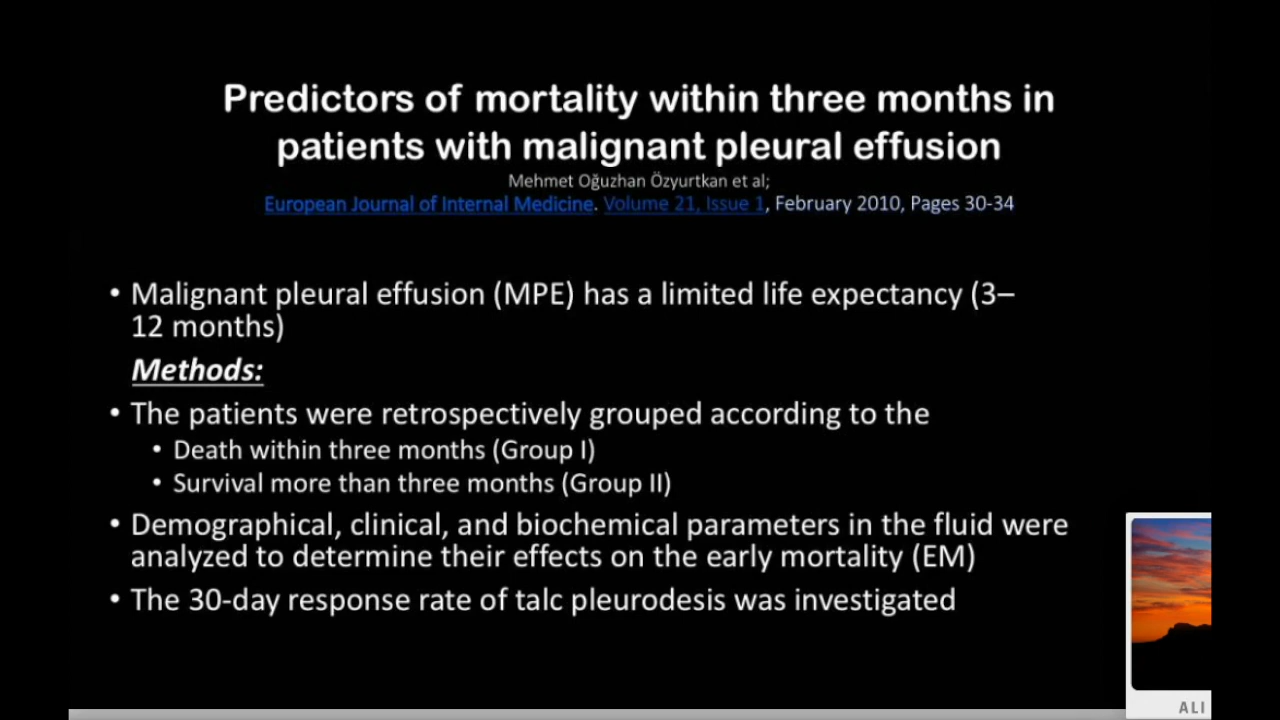 Predictors of mortality within three months in
patients with malignant pleural effusion
Mehmet Oğuzhan Özyurtkan et al;
European Journal of Internal Medicine. Volume 21, Issue 1, February 2010, Pages 30-34
• Malignant pleural effusion (MPE) has a limited life expectancy (3–
12 months)
Methods:
• The patients were retrospectively grouped according to the
• Death within three months (Group I)
• Survival more than three months (Group II)
• Demographical, clinical, and biochemical parameters in the fluid were
analyzed to determine their effects on the early mortality (EM)
• The 30-day response rate of talc pleurodesis was investigated
ALI